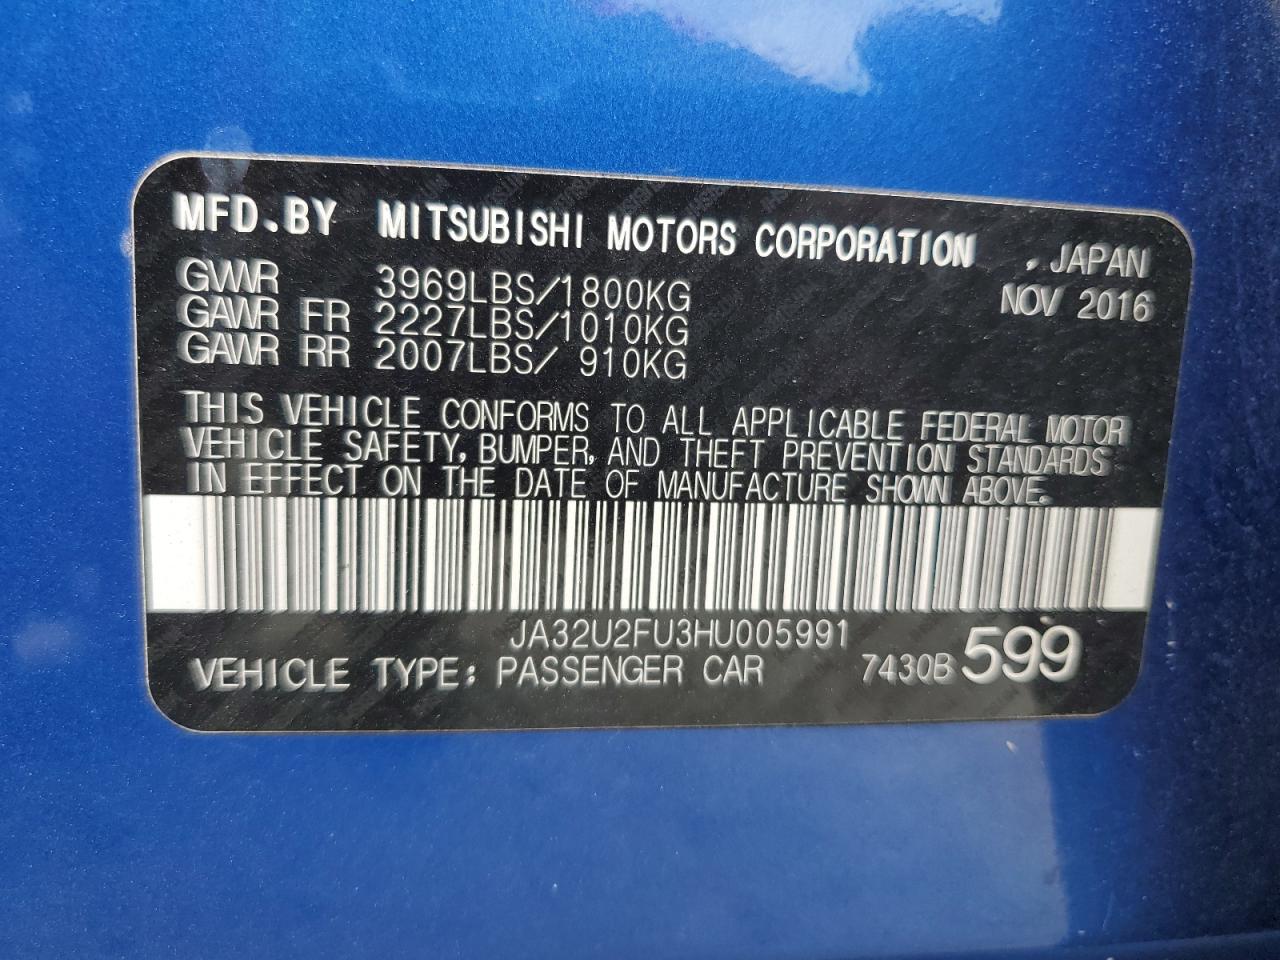 MFD.BY MITSUBISHI MOTORS CORPORATION , JAPAN
GVWR 3969LBS/1800KG NOV 2016
GAWR FR 2227LBS/1010KG
GAWR RR 2007LBS/ 910KG
THIS VEHICLE CONFORMS TO ALL APPLICABLE FEDERAL MOTOR
VEHICLE SAFETY, BUMPER, AND THEFT PREVENTION STANDARDS
IN EFFECT ON THE DATE OF MANUFACTURE SHOWN ABOVE.
JA32U2FU3HU005991
VEHICLE TYPE: PASSENGER CAR 7430B 599